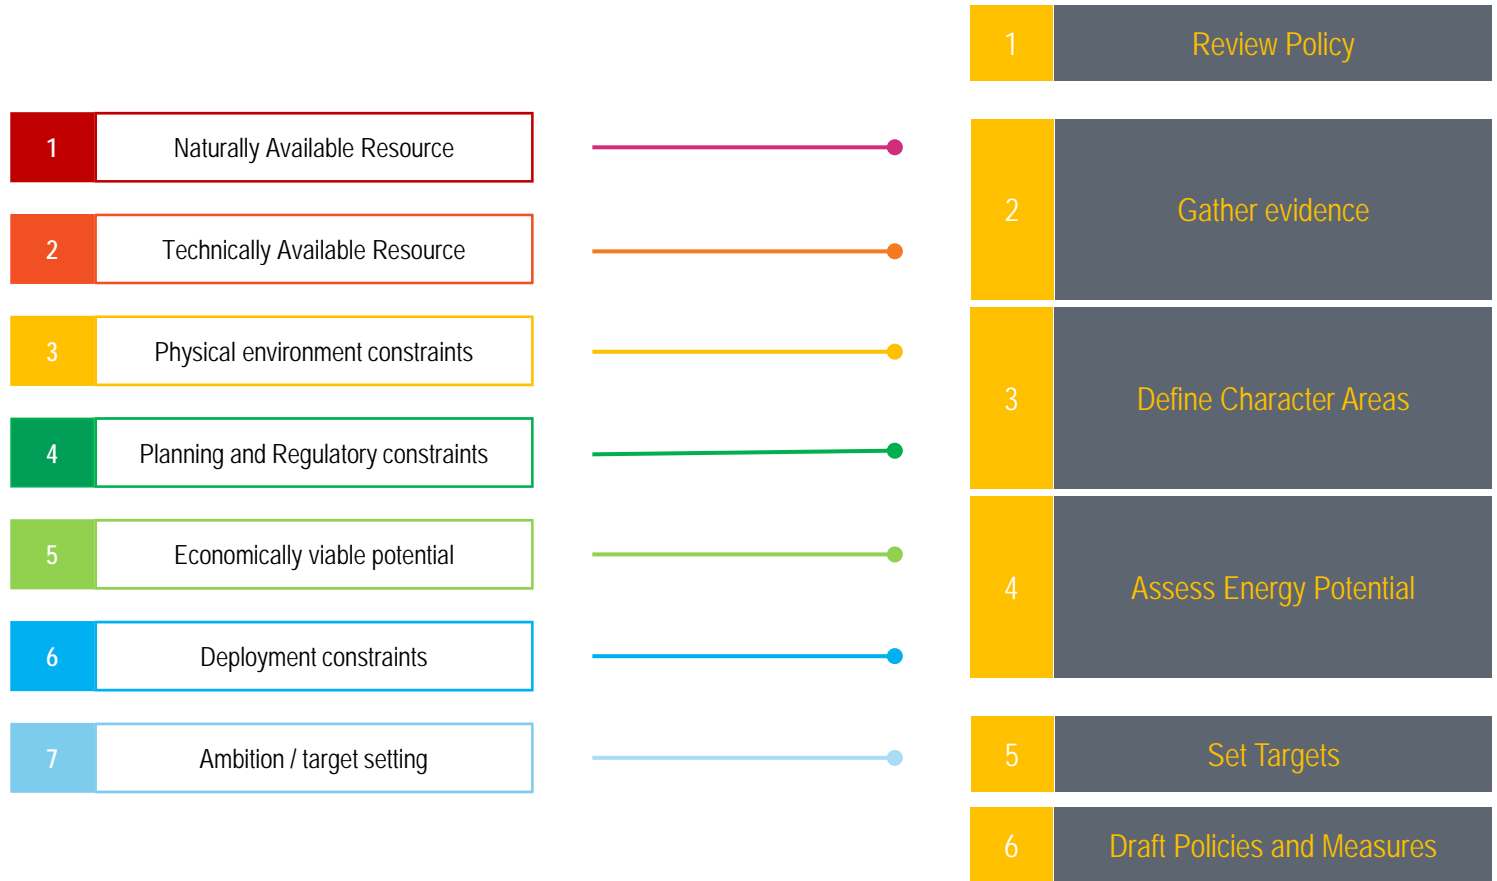 1 Naturally Available Resource
2 Technically Available Resource
3 Physical environment constraints
4 Planning and Regulatory constraints
5 Economically viable potential
6 Deployment constraints
7 Ambition / target setting
1 Review Policy
2 Gather evidence
3 Define Character Areas
4 Assess Energy Potential
5 Set Targets
6 Draft Policies and Measures